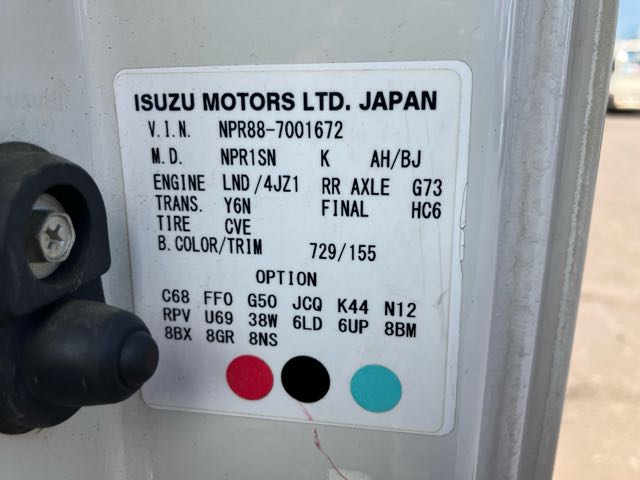 ISUZU MOTORS LTD. JAPAN
V.I.N. NPR88-7001672
M.D. NPR1SN K AH/BJ
ENGINE LND/4JZ1 RR AXLE G73
TRANS. Y6N FINAL HC6
TIRE CVE
B.COLOR/TRIM 729/155
OPTION
C68 FF0 G50 JCQ K44 N12
RPV U69 38W 6LD 6UP 8BM
8BX 8GR 8NS